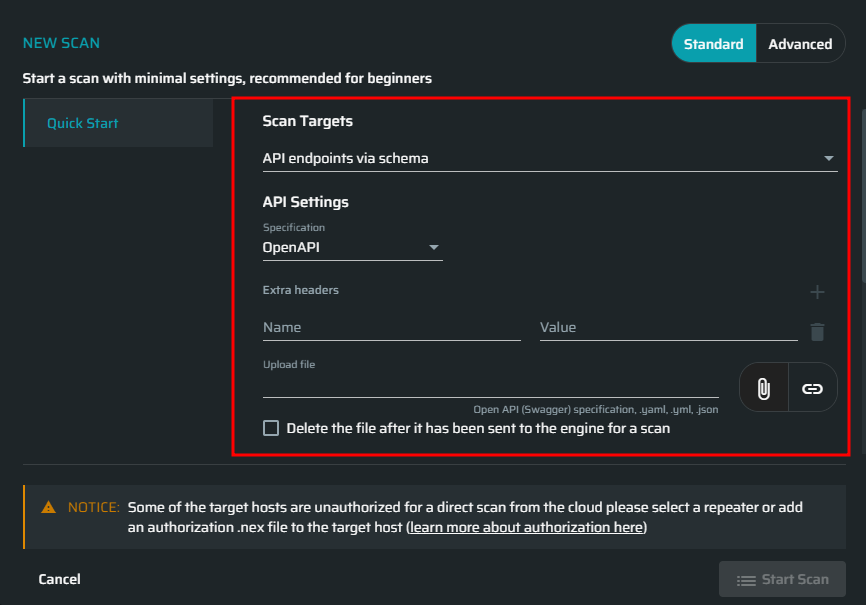 NEW SCAN
Standard
Advanced
Start a scan with minimal settings, recommended for beginners
Quick Start
Scan Targets
API endpoints via schema
API Settings
Specification
OpenAPI
Extra headers
Name
Value
Upload file
Open API (Swagger) specification, .yaml, .yml, .json
Delete the file after it has been sent to the engine for a scan
NOTICE: Some of the target hosts are unauthorized for a direct scan from the cloud please select a repeater or add
an authorization .nex file to the target host (learn more about authorization here)
Cancel
Start Scan